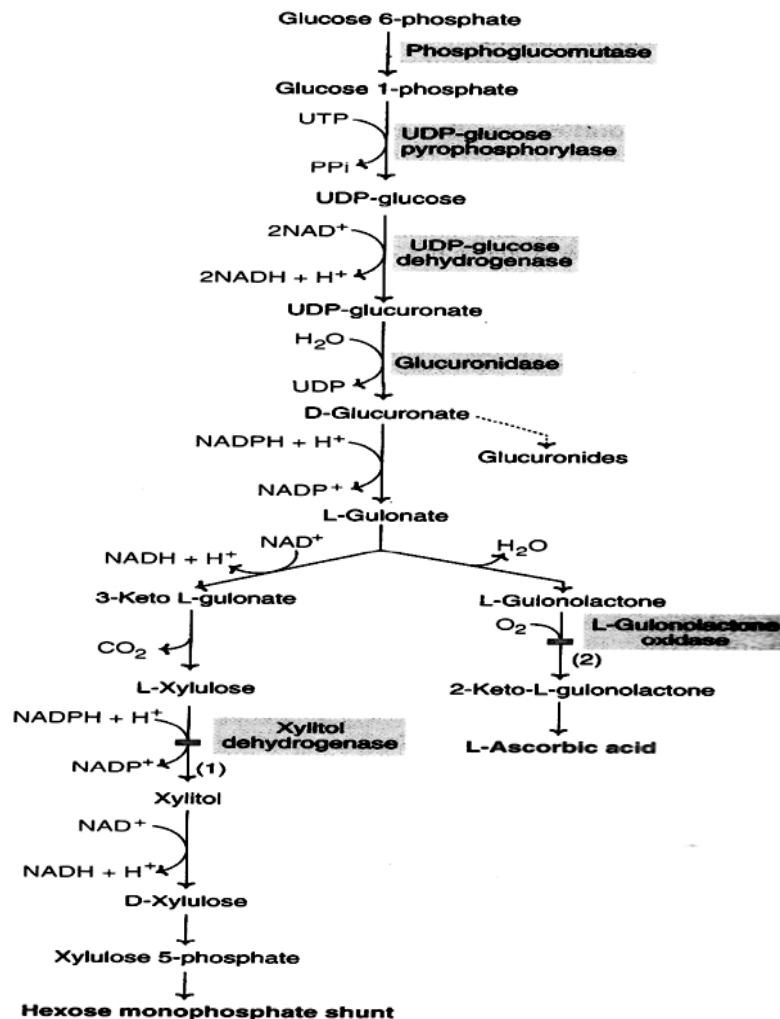 Glucose 6-phosphate
Phosphoglucomutase
Glucose 1-phosphate
UTP
UDP-glucose
pyrophosphorylase
PPi
UDP-glucose
2NAD⁺
UDP-glucose
dehydrogenase
2NADH + H⁺
UDP-glucuronate
H₂O
Glucuronidase
UDP
D-Glucuronate
NADPH + H⁺
Glucuronides
NADP⁺
L-Gulonate
NADH + H⁺
NAD⁺
H₂O
3-Keto L-gulonate
L-Gulonolactone
O₂
L-Gulonolactone
oxidase
CO₂
(2)
L-Xylulose
2-Keto-L-gulonolactone
NADPH + H⁺
Xylitol
dehydrogenase
L-Ascorbic acid
NADP⁺
(1)
Xylitol
NAD⁺
NADH + H⁺
D-Xylulose
Xylulose 5-phosphate
Hexose monophosphate shunt